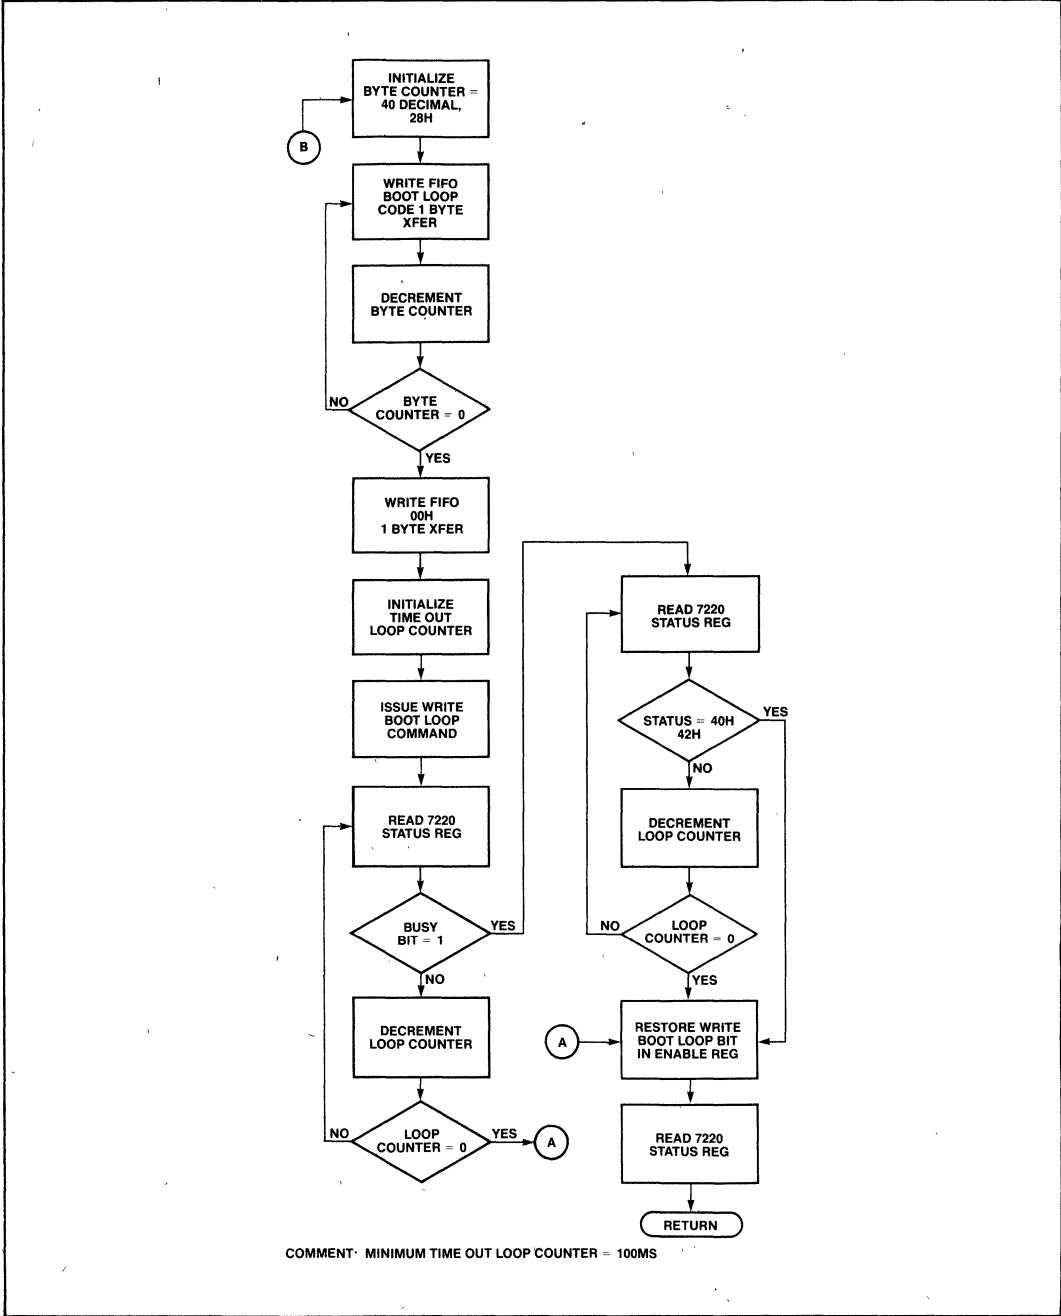 INITIALIZE
BYTE COUNTER =
40 DECIMAL,
28H
B
WRITE FIFO
BOOT LOOP
CODE 1 BYTE
XFER
DECREMENT
BYTE COUNTER
BYTE
COUNTER = 0
NO
YES
WRITE FIFO
00H
1 BYTE XFER
INITIALIZE
TIME OUT
LOOP COUNTER
ISSUE WRITE
BOOT LOOP
COMMAND
READ 7220
STATUS REG
BUSY
BIT = 1
YES
NO
DECREMENT
LOOP COUNTER
LOOP
COUNTER = 0
NO
YES
A
READ 7220
STATUS REG
STATUS = 40H
42H
YES
NO
DECREMENT
LOOP COUNTER
LOOP
COUNTER = 0
NO
YES
A
RESTORE WRITE
BOOT LOOP BIT
IN ENABLE REG
READ 7220
STATUS REG
RETURN
COMMENT· MINIMUM TIME OUT LOOP COUNTER = 100MS